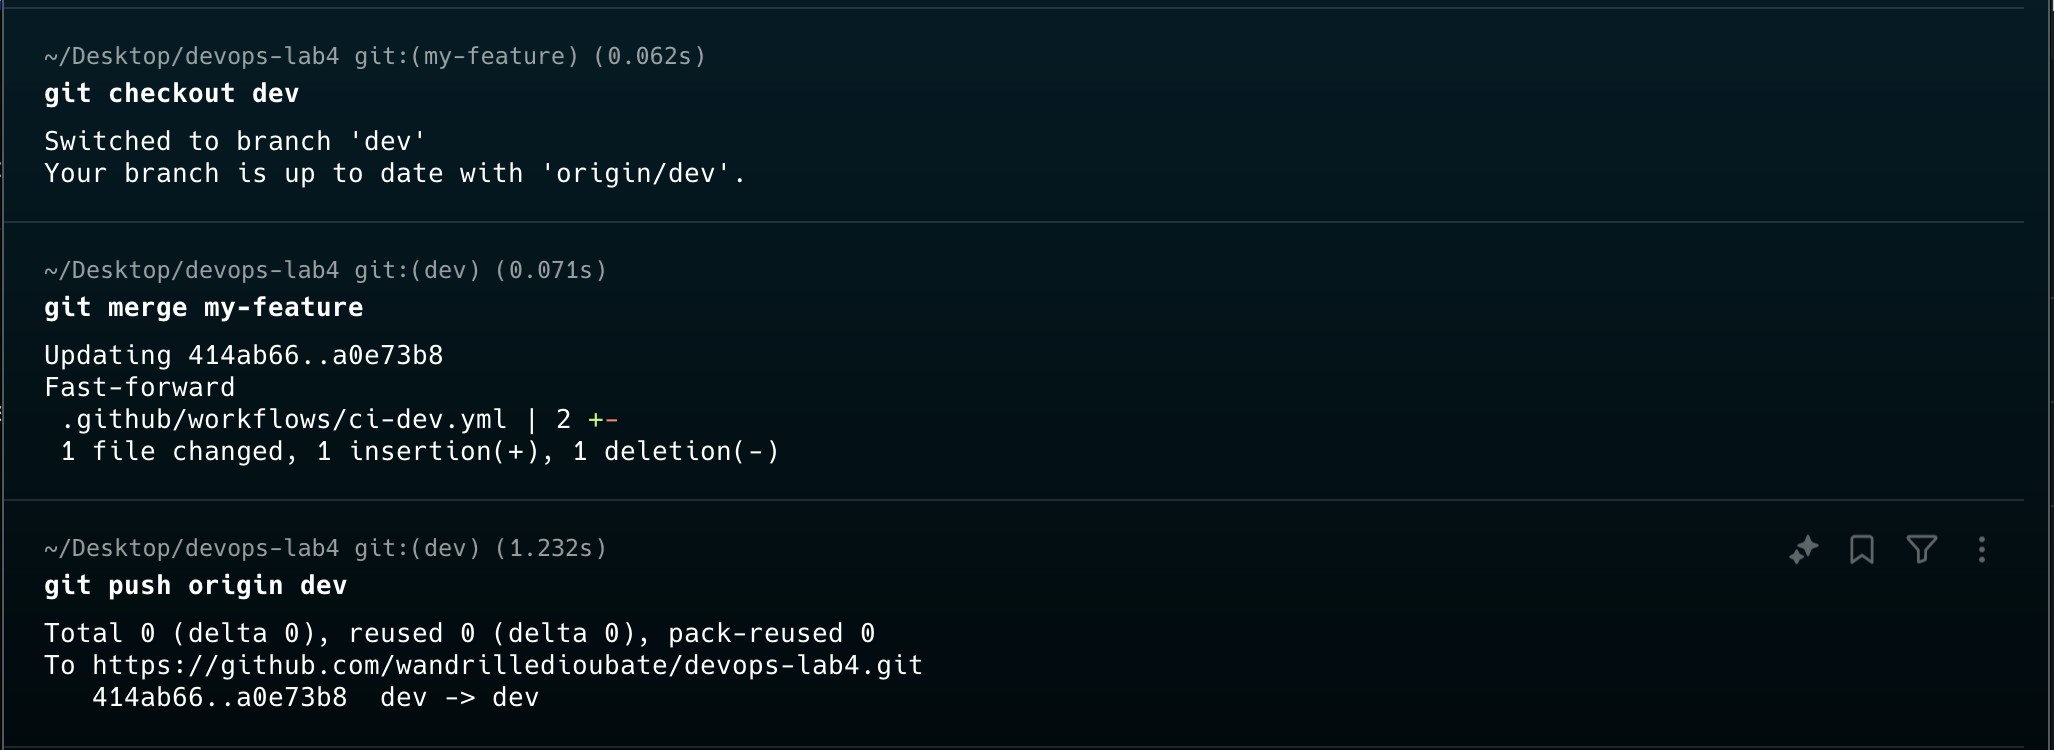 ~/Desktop/devops-lab4 git:(my-feature) (0.062s)
git checkout dev
Switched to branch 'dev'
Your branch is up to date with 'origin/dev'.
~/Desktop/devops-lab4 git:(dev) (0.071s)
git merge my-feature
Updating 414ab66..a0e73b8
Fast-forward
 .github/workflows/ci-dev.yml | 2 +-
 1 file changed, 1 insertion(+), 1 deletion(-)
~/Desktop/devops-lab4 git:(dev) (1.232s)
git push origin dev
Total 0 (delta 0), reused 0 (delta 0), pack-reused 0
To https://github.com/wandrilledioubate/devops-lab4.git
   414ab66..a0e73b8  dev -> dev